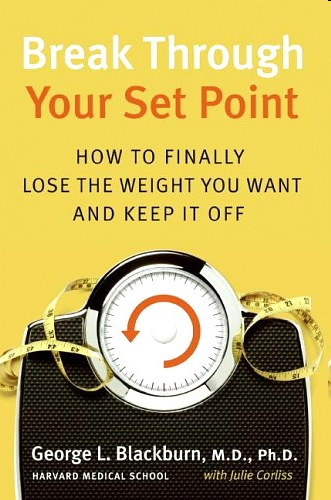 Break Through
Your Set Point
HOW TO FINALLY
LOSE THE WEIGHT YOU WANT
AND KEEP IT OFF
George L. Blackburn, M.D., Ph.D.
HARVARD MEDICAL SCHOOL with Julie Corliss